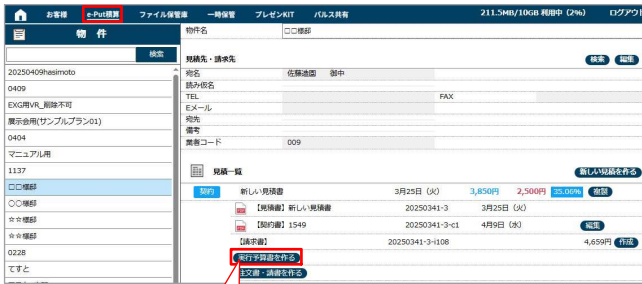 お客様 e-Put積算 ファイル保管庫 一時保管 プレゼンKIT パルス共有 211.5MB/10GB 利用中（2%） ログアウト
物 件
検索
20250409hasimoto
0409
EXG用VR_削除不可
展示会用(サンプルプラン01)
0404
マニュアル用
1137
□□様邸
○○様邸
☆☆様邸
☆☆様邸
0228
てすと
物件名 □□様邸
見積先・請求先 検索 編集
宛名 佐藤造園 御中
読み仮名
TEL FAX
Eメール
宛先
備考
業者コード 009
見積一覧 新しい見積を作る
契約 新しい見積書 3月25日（火） 3,850円 2,500円 35.06% 複製
【見積書】新しい見積書 20250341-3 3月25日（火）
【契約書】1549 20250341-3-c1 4月9日（水） 編集
【請求書】 20250341-3-i108 4,659円 作成
実行予算書を作る
注文書・請書を作る